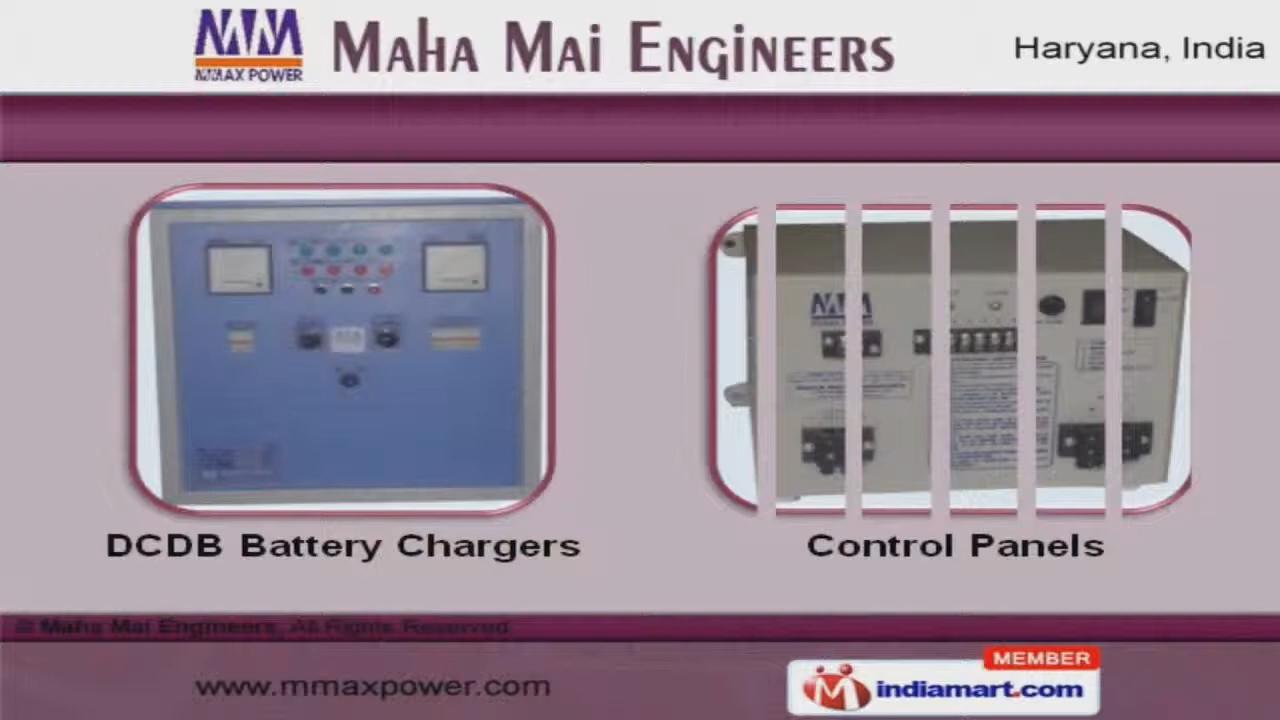 MMAX POWER
Maha Mai Engineers
Haryana, India
DCDB Battery Chargers
Control Panels
© Maha Mai Engineers, All Rights Reserved
www.mmaxpower.com
MEMBER
indiamart.com